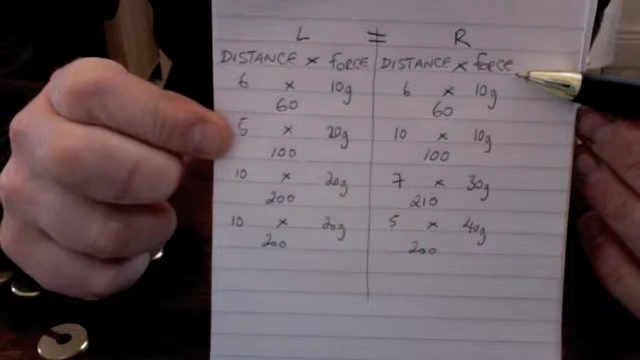 L = R
DISTANCE × FORCE DISTANCE × FORCE
6 × 10g 6 × 10g
60 60
5 × 20g 10 × 10g
100 100
10 × 20g 7 × 30g
200 210
10 × 20g 5 × 40g
200 200